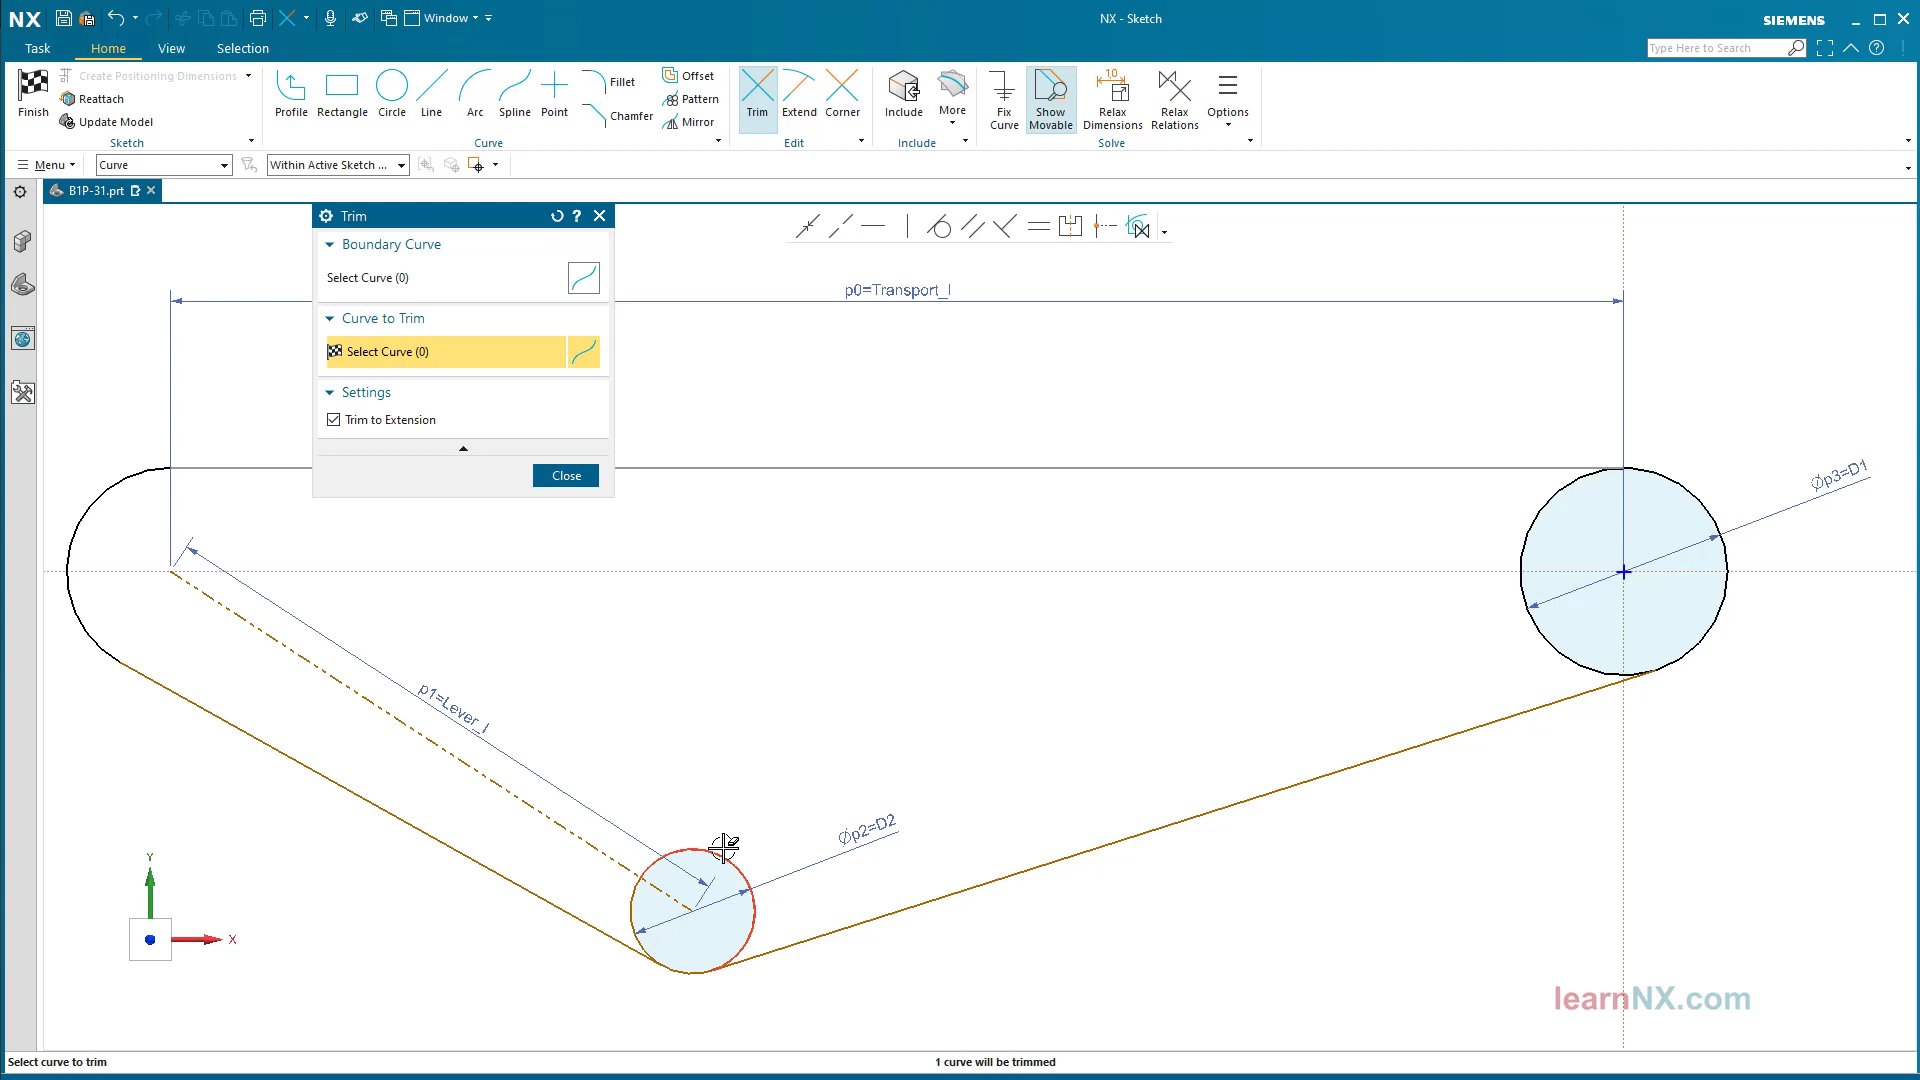 NX
Window
NX - Sketch
SIEMENS
Task
Home
View
Selection
Type Here to Search
Finish
Create Positioning Dimensions
Reattach
Update Model
Sketch
Profile
Rectangle
Circle
Line
Arc
Spline
Point
Fillet
Chamfer
Offset
Pattern
Mirror
Curve
Trim
Extend
Corner
Edit
Include
More
Include
Fix Curve
Show Movable
1,0
Relax Dimensions
Relax Relations
Options
Solve
Menu
Curve
Within Active Sketch ...
B1P-31.prt
Trim
?
Boundary Curve
Select Curve (0)
Curve to Trim
Select Curve (0)
Settings
Trim to Extension
Close
p0=Transport_l
Øp3=D1
p1=Lever_l
Øp2=D2
Y
X
learnNX.com
Select curve to trim
1 curve will be trimmed